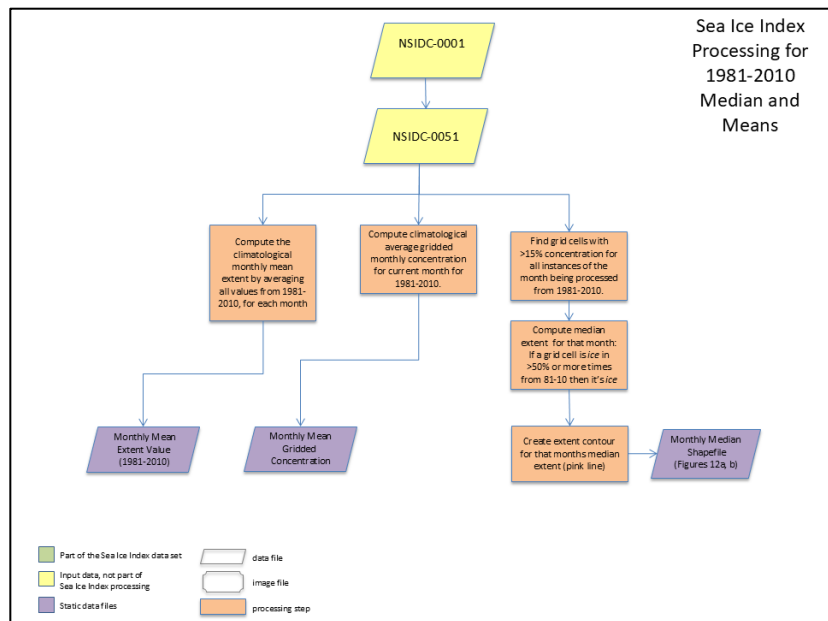 Sea Ice Index
Processing for
1981-2010
Median and
Means
NSIDC-0001
NSIDC-0051
Compute the
climatological
monthly mean
extent by averaging
all values from 1981-
2010, for each month
Compute climatological
average gridded
monthly concentration
for current month for
1981-2010.
Find grid cells with
>15% concentration for
all instances of the
month being processed
from 1981-2010.
Compute median
extent for that month:
If a grid cell is ice in
>50% or more times
from 81-10 then it's ice
Monthly Mean
Extent Value
(1981-2010)
Monthly Mean
Gridded
Concentration
Create extent contour
for that months median
extent (pink line)
Monthly Median
Shapefile
(Figures 12a, b)
Part of the Sea Ice Index data set
Input data, not part of
Sea Ice Index processing
Static data files
data file
image file
processing step